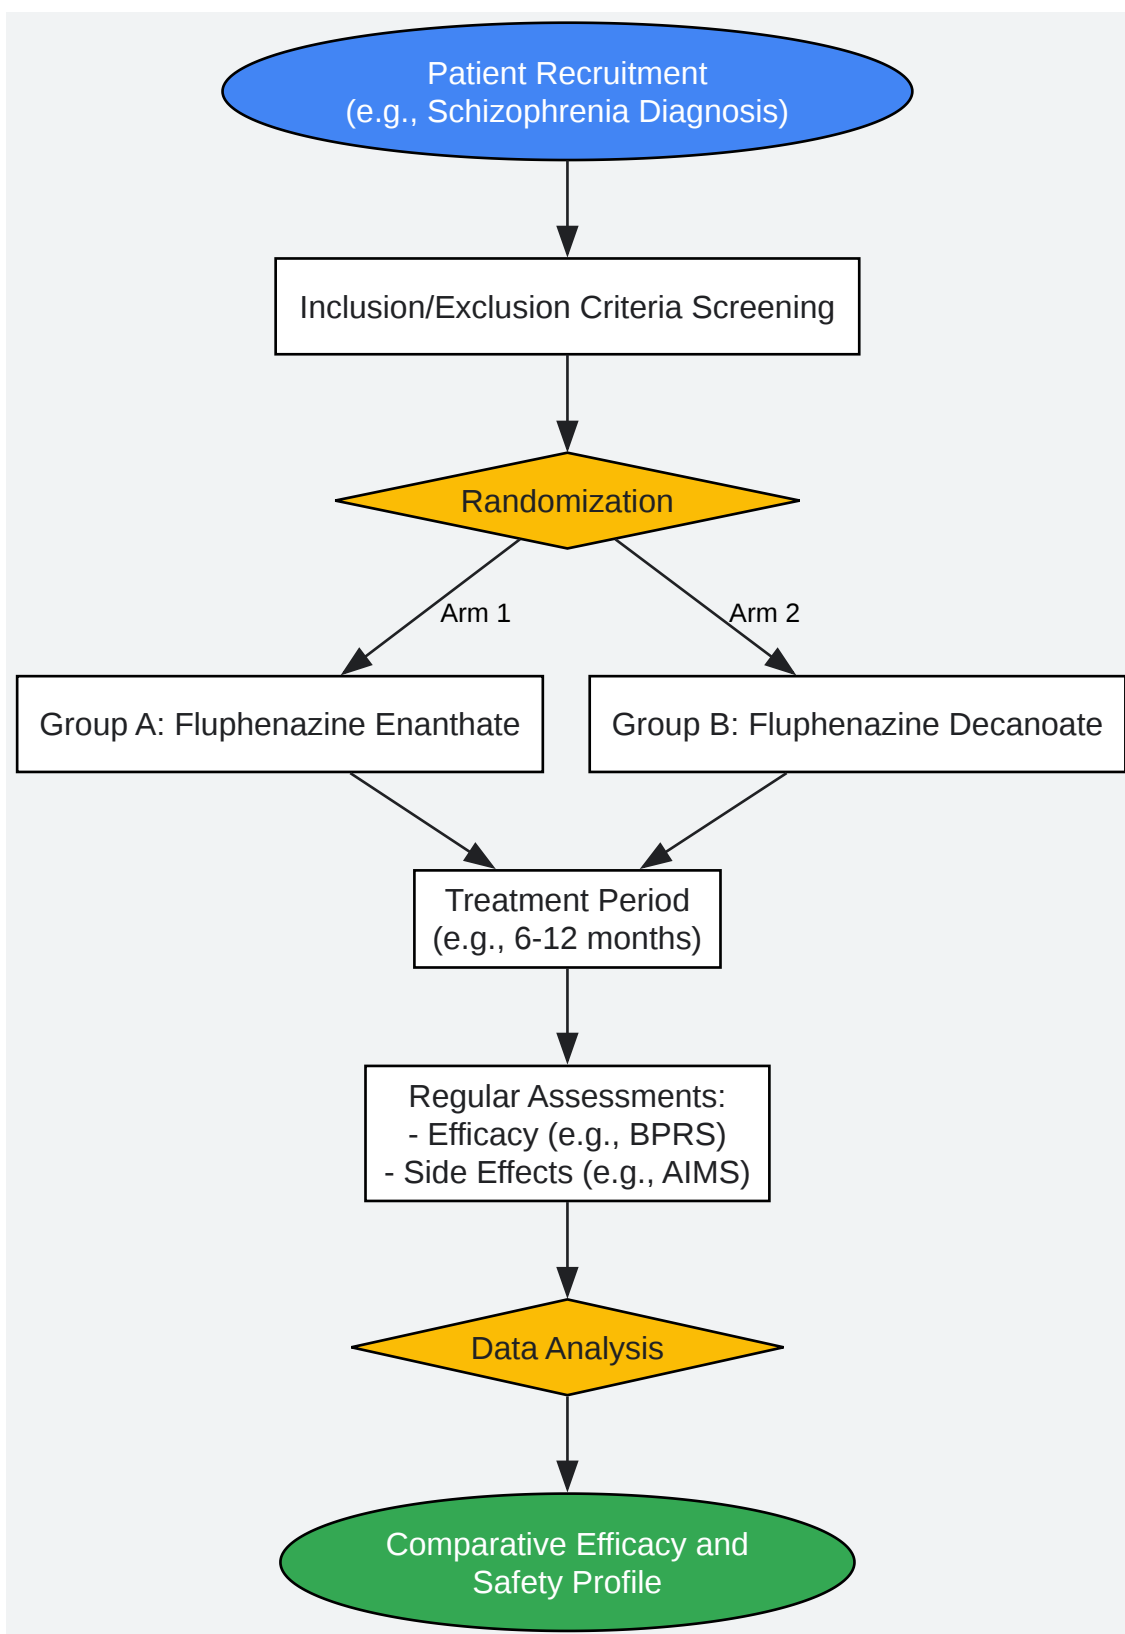 Patient Recruitment
(e.g., Schizophrenia Diagnosis)
Inclusion/Exclusion Criteria Screening
Randomization
Arm 1
Arm 2
Group A: Fluphenazine Enanthate
Group B: Fluphenazine Decanoate
Treatment Period
(e.g., 6-12 months)
Regular Assessments:
- Efficacy (e.g., BPRS)
- Side Effects (e.g., AIMS)
Data Analysis
Comparative Efficacy and
Safety Profile